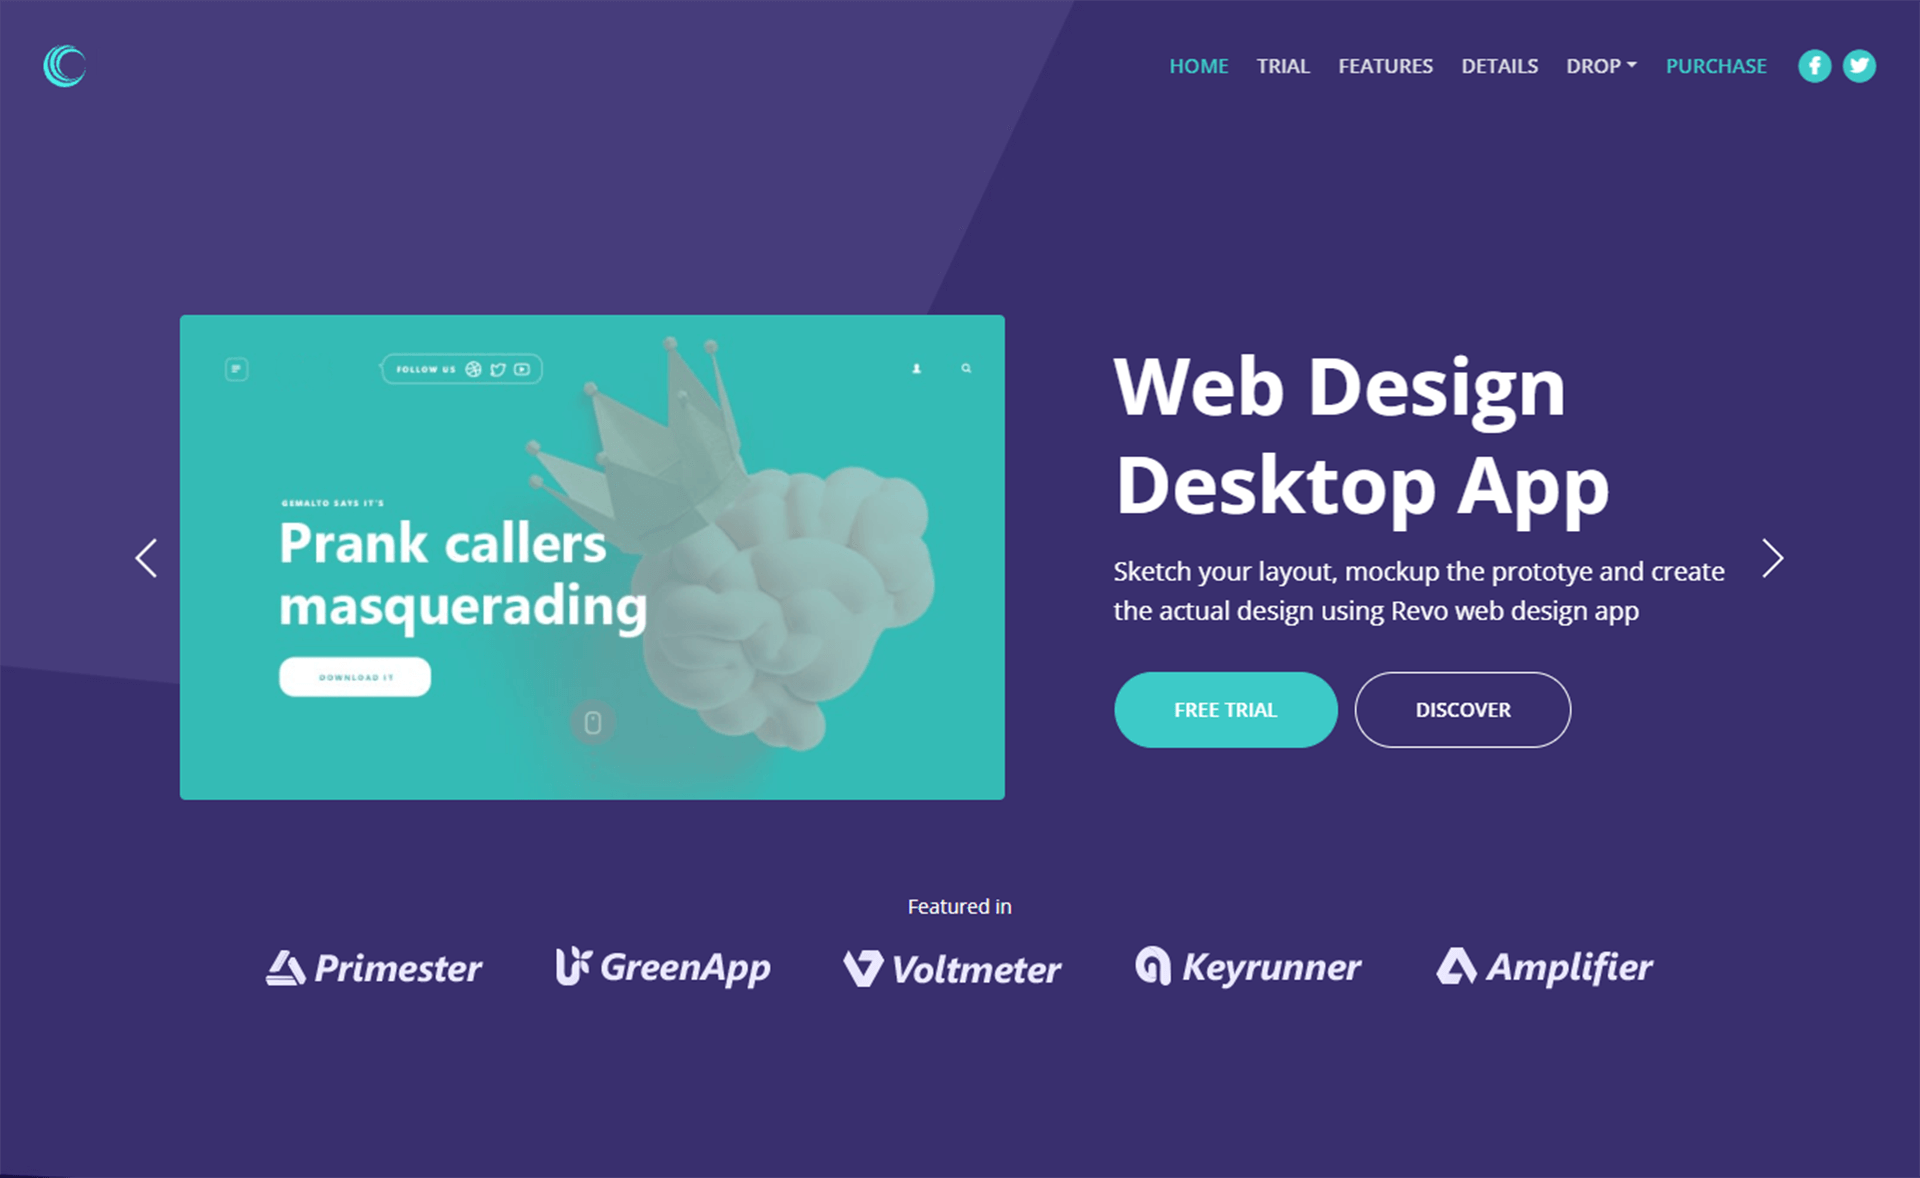 HOME TRIAL FEATURES DETAILS DROP PURCHASE
FOLLOW US
GEMALTO SAYS IT'S
Prank callers
masquerading
DOWNLOAD IT
Web Design
Desktop App
Sketch your layout, mockup the prototye and create
the actual design using Revo web design app
FREE TRIAL DISCOVER
Featured in
Primester GreenApp Voltmeter Keyrunner Amplifier